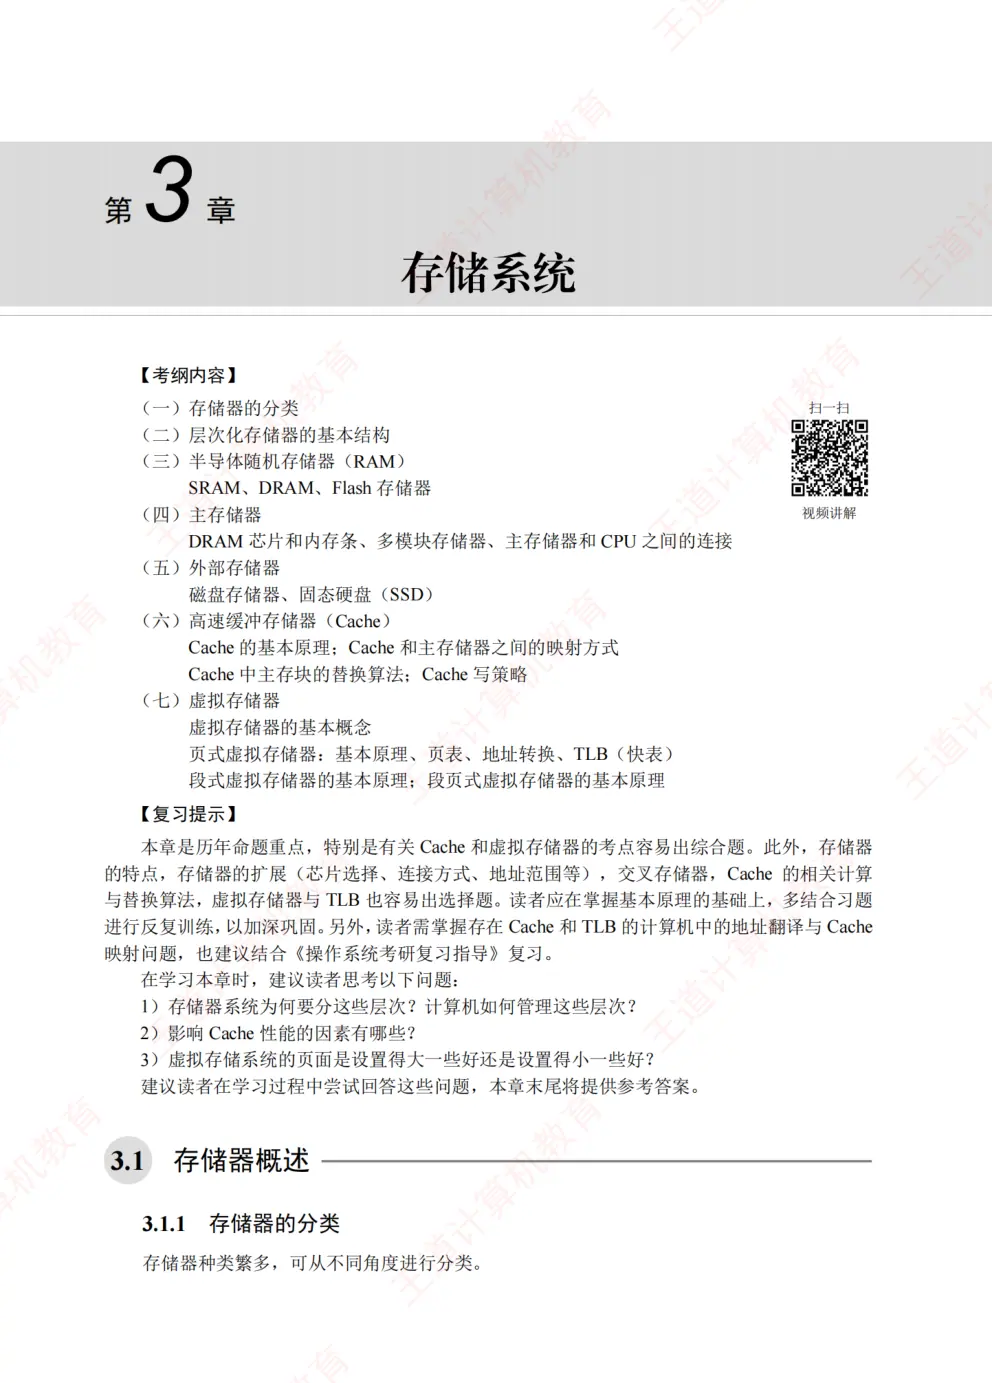 第3章
存储系统
【考纲内容】
（一）存储器的分类
（二）层次化存储器的基本结构
（三）半导体随机存储器（RAM）
SRAM、DRAM、Flash 存储器
（四）主存储器
DRAM 芯片和内存条、多模块存储器、主存储器和 CPU 之间的连接
（五）外部存储器
磁盘存储器、固态硬盘（SSD）
（六）高速缓冲存储器（Cache）
Cache 的基本原理；Cache 和主存储器之间的映射方式
Cache 中主存块的替换算法；Cache 写策略
（七）虚拟存储器
虚拟存储器的基本概念
页式虚拟存储器：基本原理、页表、地址转换、TLB（快表）
段式虚拟存储器的基本原理；段页式虚拟存储器的基本原理
扫一扫
视频讲解
【复习提示】
本章是历年命题重点，特别是有关 Cache 和虚拟存储器的考点容易出综合题。此外，存储器
的特点，存储器的扩展（芯片选择、连接方式、地址范围等），交叉存储器，Cache 的相关计算
与替换算法，虚拟存储器与 TLB 也容易出选择题。读者应在掌握基本原理的基础上，多结合习题
进行反复训练，以加深巩固。另外，读者需掌握存在 Cache 和 TLB 的计算机中的地址翻译与 Cache
映射问题，也建议结合《操作系统考研复习指导》复习。
在学习本章时，建议读者思考以下问题：
1）存储器系统为何要分这些层次？计算机如何管理这些层次？
2）影响 Cache 性能的因素有哪些？
3）虚拟存储系统的页面是设置得大一些好还是设置得小一些好？
建议读者在学习过程中尝试回答这些问题，本章末尾将提供参考答案。
3.1 存储器概述
3.1.1 存储器的分类
存储器种类繁多，可从不同角度进行分类。
王道计算机教育